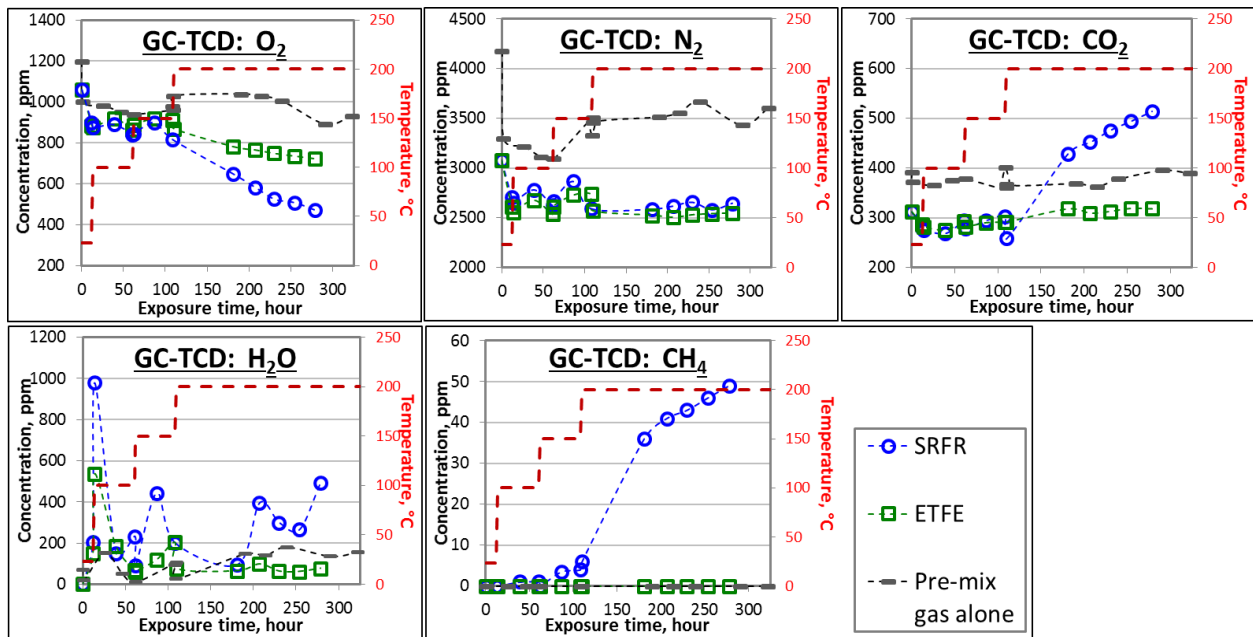 GC-TCD: O2
Concentration, ppm
1400
1200
1000
800
600
400
200
0 50 100 150 200 250 300
Exposure time, hour
250
200
150
100
50
0
Temperature, °C
GC-TCD: N2
Concentration, ppm
4500
4000
3500
3000
2500
2000
0 50 100 150 200 250 300
Exposure time, hour
250
200
150
100
50
0
Temperature, °C
GC-TCD: CO2
Concentration, ppm
700
600
500
400
300
200
0 50 100 150 200 250 300
Exposure time, hour
250
200
150
100
50
0
Temperature, °C
GC-TCD: H2O
Concentration, ppm
1200
1000
800
600
400
200
0
0 50 100 150 200 250 300
Exposure time, hour
250
200
150
100
50
0
Temperature, °C
GC-TCD: CH4
Concentration, ppm
60
50
40
30
20
10
0
0 50 100 150 200 250 300
Exposure time, hour
250
200
150
100
50
0
Temperature, °C
SRFR
ETFE
Pre-mix
gas alone